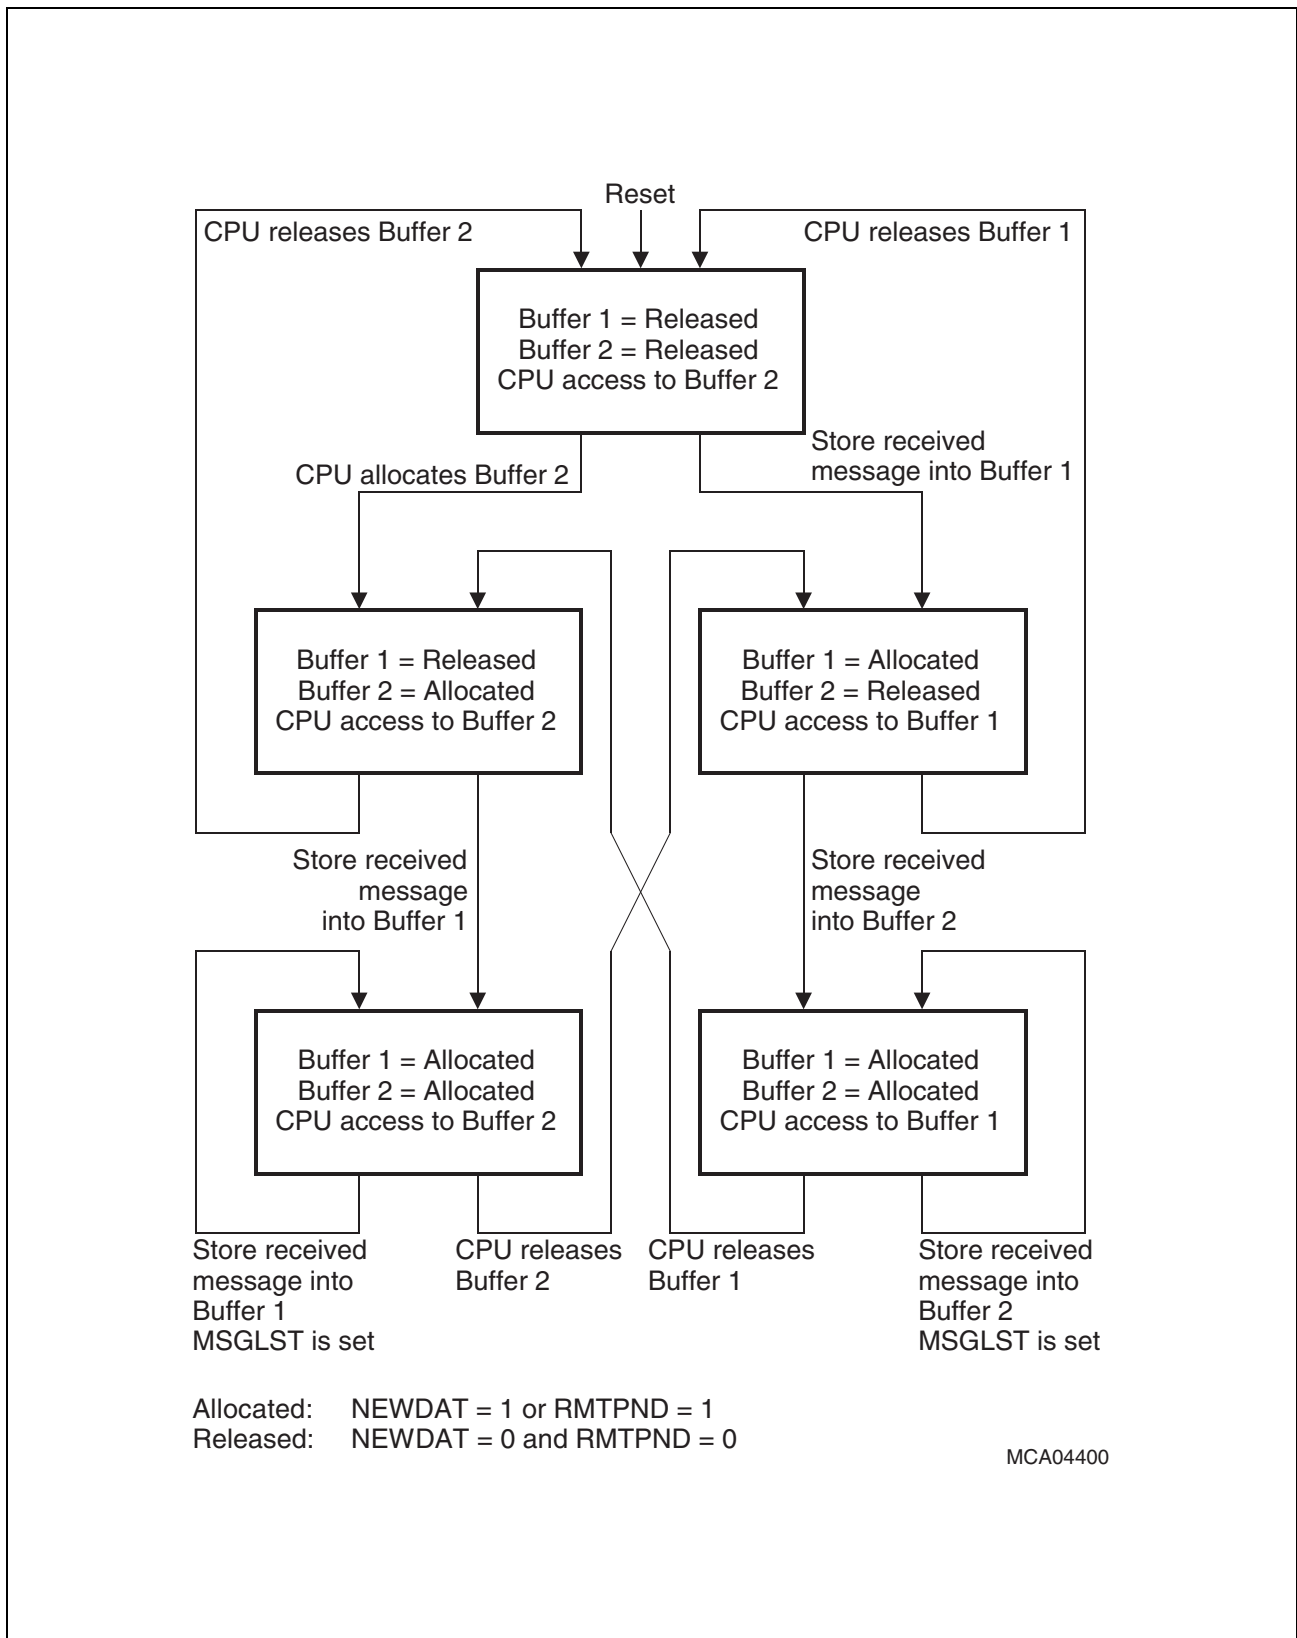 Reset
CPU releases Buffer 2
CPU releases Buffer 1
Buffer 1 = Released
Buffer 2 = Released
CPU access to Buffer 2
CPU allocates Buffer 2
Store received
message into Buffer 1
Buffer 1 = Released
Buffer 2 = Allocated
CPU access to Buffer 2
Buffer 1 = Allocated
Buffer 2 = Released
CPU access to Buffer 1
Store received
message
into Buffer 1
Store received
message
into Buffer 2
Buffer 1 = Allocated
Buffer 2 = Allocated
CPU access to Buffer 2
Buffer 1 = Allocated
Buffer 2 = Allocated
CPU access to Buffer 1
Store received
message into
Buffer 1
MSGLST is set
CPU releases
Buffer 2
CPU releases
Buffer 1
Store received
message into
Buffer 2
MSGLST is set
Allocated: NEWDAT = 1 or RMTPND = 1
Released: NEWDAT = 0 and RMTPND = 0
MCA04400